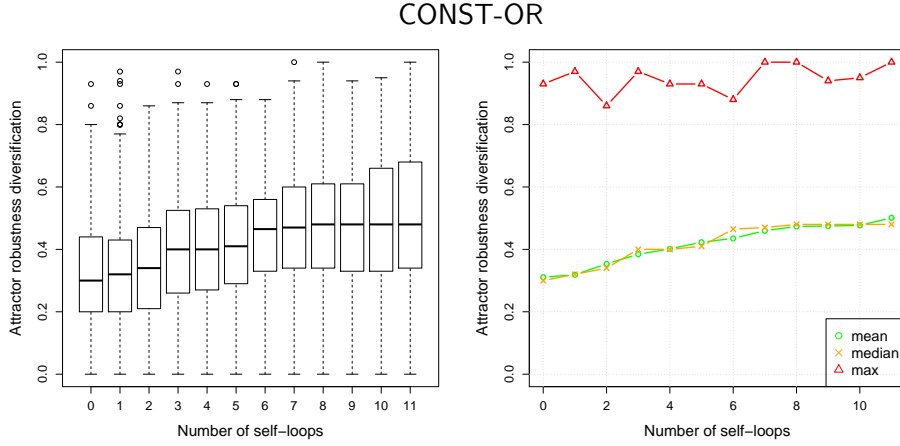 CONST-OR
Attractor robustness diversification
1.0
0.8
0.6
0.4
0.2
0.0
0 1 2 3 4 5 6 7 8 9 10 11
Number of self-loops
Attractor robustness diversification
1.0
0.8
0.6
0.4
0.2
0.0
0 2 4 6 8 10
Number of self-loops
mean
median
max